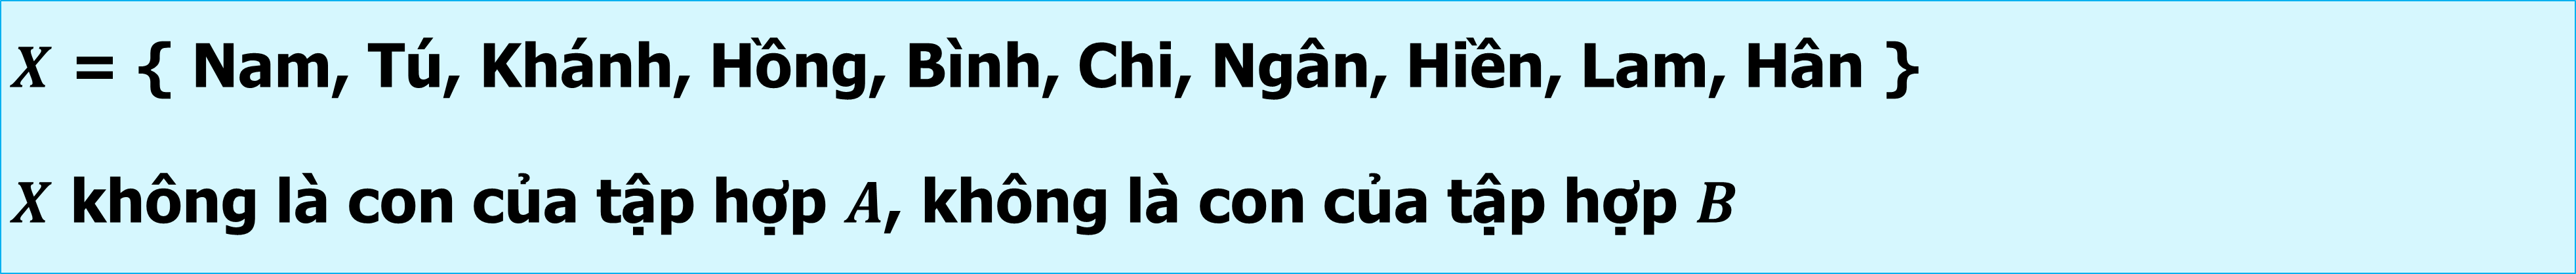 X = { Nam, Tú, Khánh, Hồng, Bình, Chi, Ngân, Hiền, Lam, Hân }
X không là con của tập hợp A, không là con của tập hợp B